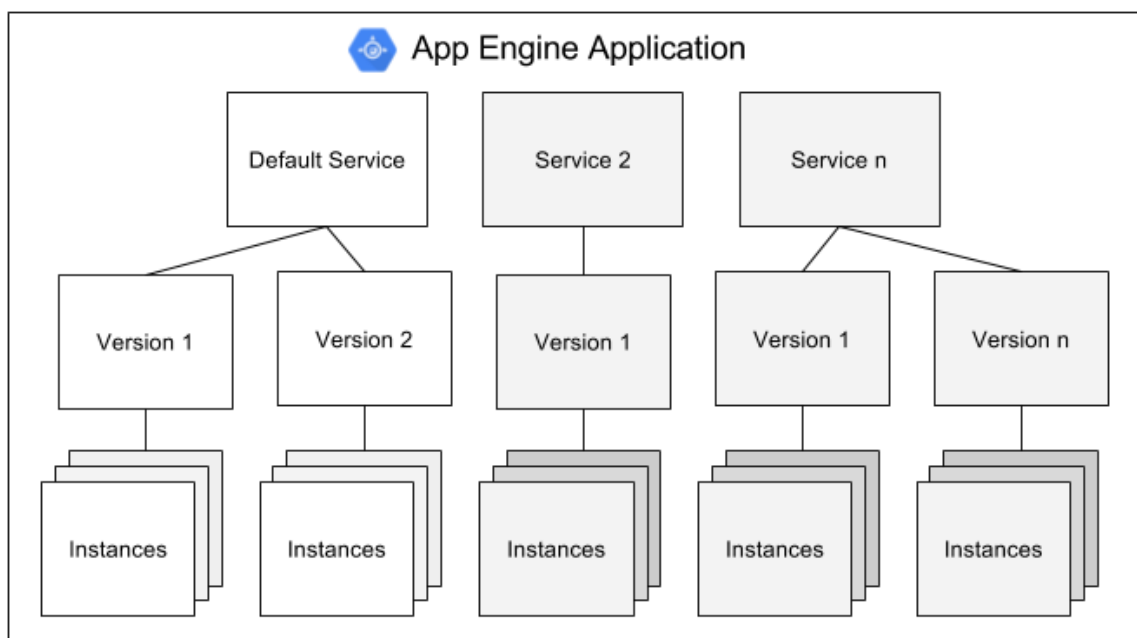 App Engine Application
Default Service
Service 2
Service n
Version 1
Version 2
Version 1
Version 1
Version n
Instances
Instances
Instances
Instances
Instances